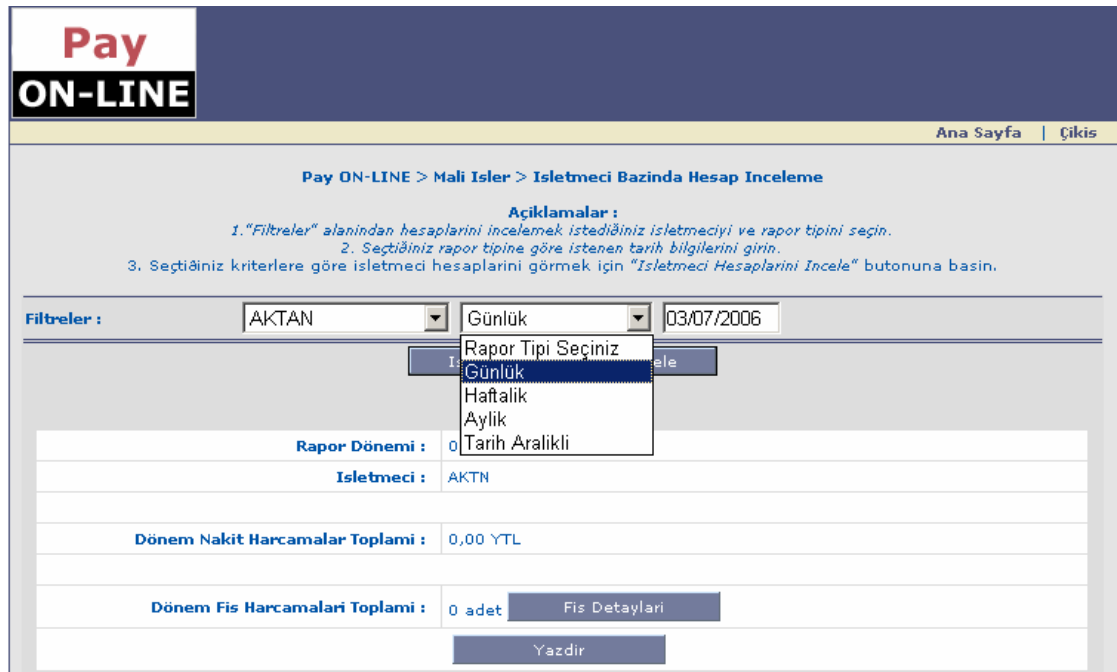 Pay
ON-LINE
Ana Sayfa | Çikis
Pay ON-LINE > Mali Isler > Isletmeci Bazinda Hesap Inceleme
Açiklamalar :
1."Filtreler" alanindan hesaplarini incelemek istediðiniz isletmeciyi ve rapor tipini seçin.
2. Seçtiðiniz rapor tipine göre istenen tarih bilgilerini girin.
3. Seçtiðiniz kriterlere göre isletmeci hesaplarini görmek için "Isletmeci Hesaplarini Incele" butonuna basin.
Filtreler : AKTAN Günlük 03/07/2006
Rapor Tipi Seçiniz
Günlük
Haftalik
Aylik
Tarih Aralikli
Rapor Dönemi : 0
Isletmeci : AKTN
Dönem Nakit Harcamalar Toplami : 0,00 YTL
Dönem Fis Harcamalari Toplami : 0 adet Fis Detaylari
Yazdir